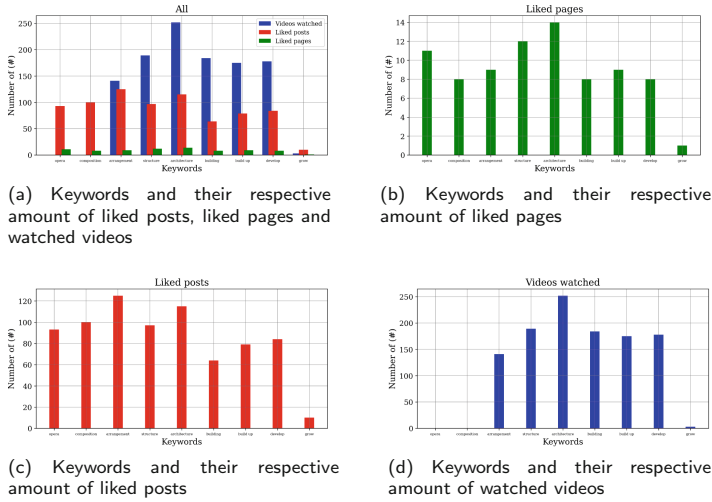 All
250
200
150
100
50
0
Number of (#)
Videos watched
Liked posts
Liked pages
opera composition arrangement structure architecture building build up develop grow
Keywords
(a) Keywords and their respective
amount of liked posts, liked pages and
watched videos
Liked pages
14
12
10
8
6
4
2
0
Number of (#)
opera composition arrangement structure architecture building build up develop grow
Keywords
(b) Keywords and their respective
amount of liked pages
Liked posts
120
100
80
60
40
20
0
Number of (#)
opera composition arrangement structure architecture building build up develop grow
Keywords
(c) Keywords and their respective
amount of liked posts
Videos watched
250
200
150
100
50
0
Number of (#)
opera composition arrangement structure architecture building build up develop grow
Keywords
(d) Keywords and their respective
amount of watched videos